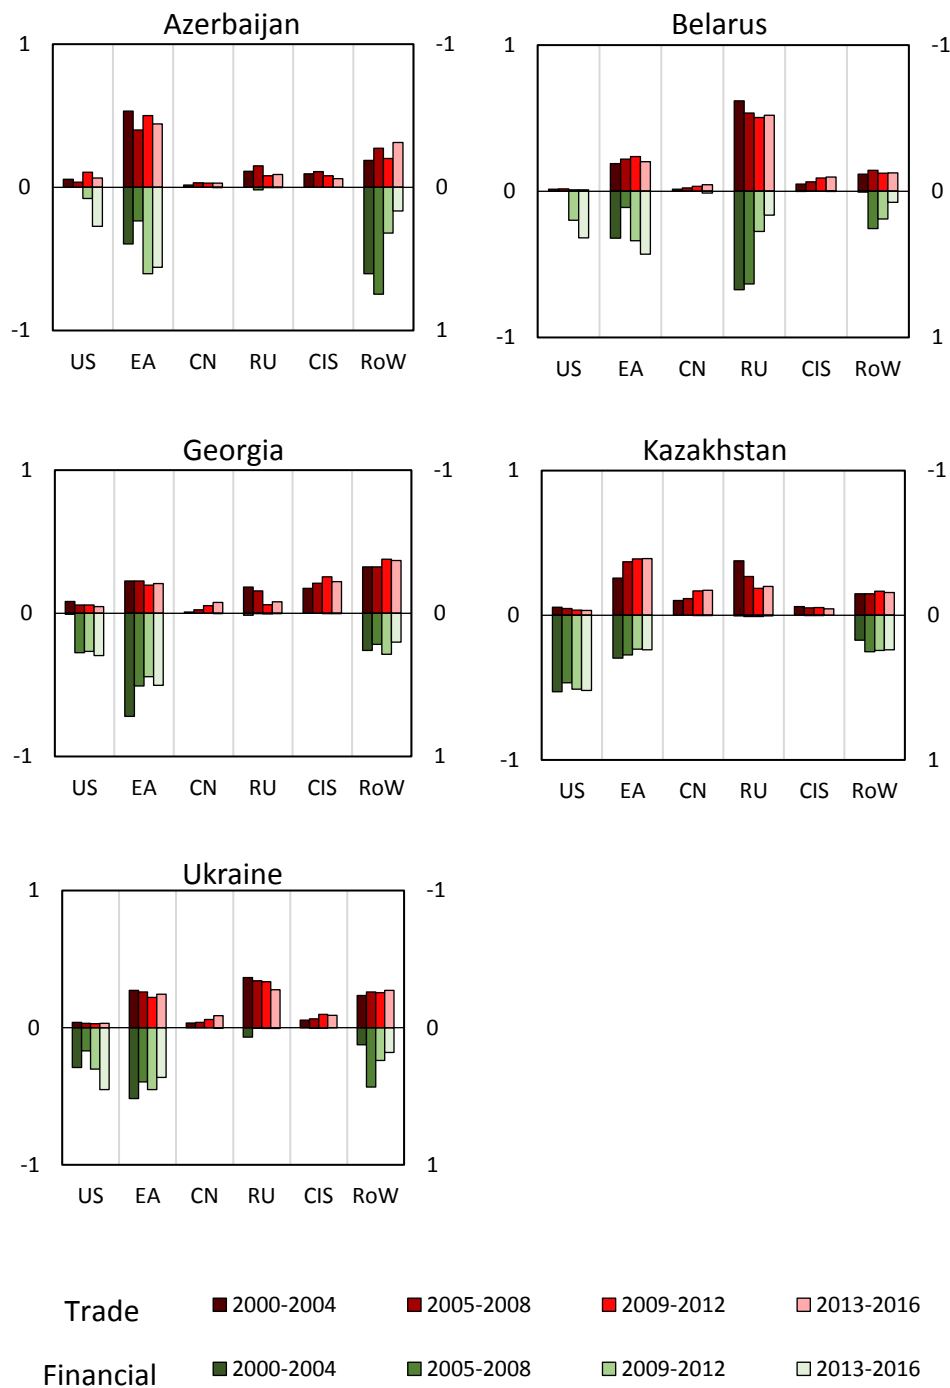 Azerbaijan
1
-1
0
0
-1
1
US EA CN RU CIS RoW
Belarus
1
-1
0
0
-1
1
US EA CN RU CIS RoW
Georgia
1
-1
0
0
-1
1
US EA CN RU CIS RoW
Kazakhstan
1
-1
0
0
-1
1
US EA CN RU CIS RoW
Ukraine
1
-1
0
0
-1
1
US EA CN RU CIS RoW
Trade 2000-2004 2005-2008 2009-2012 2013-2016
Financial 2000-2004 2005-2008 2009-2012 2013-2016